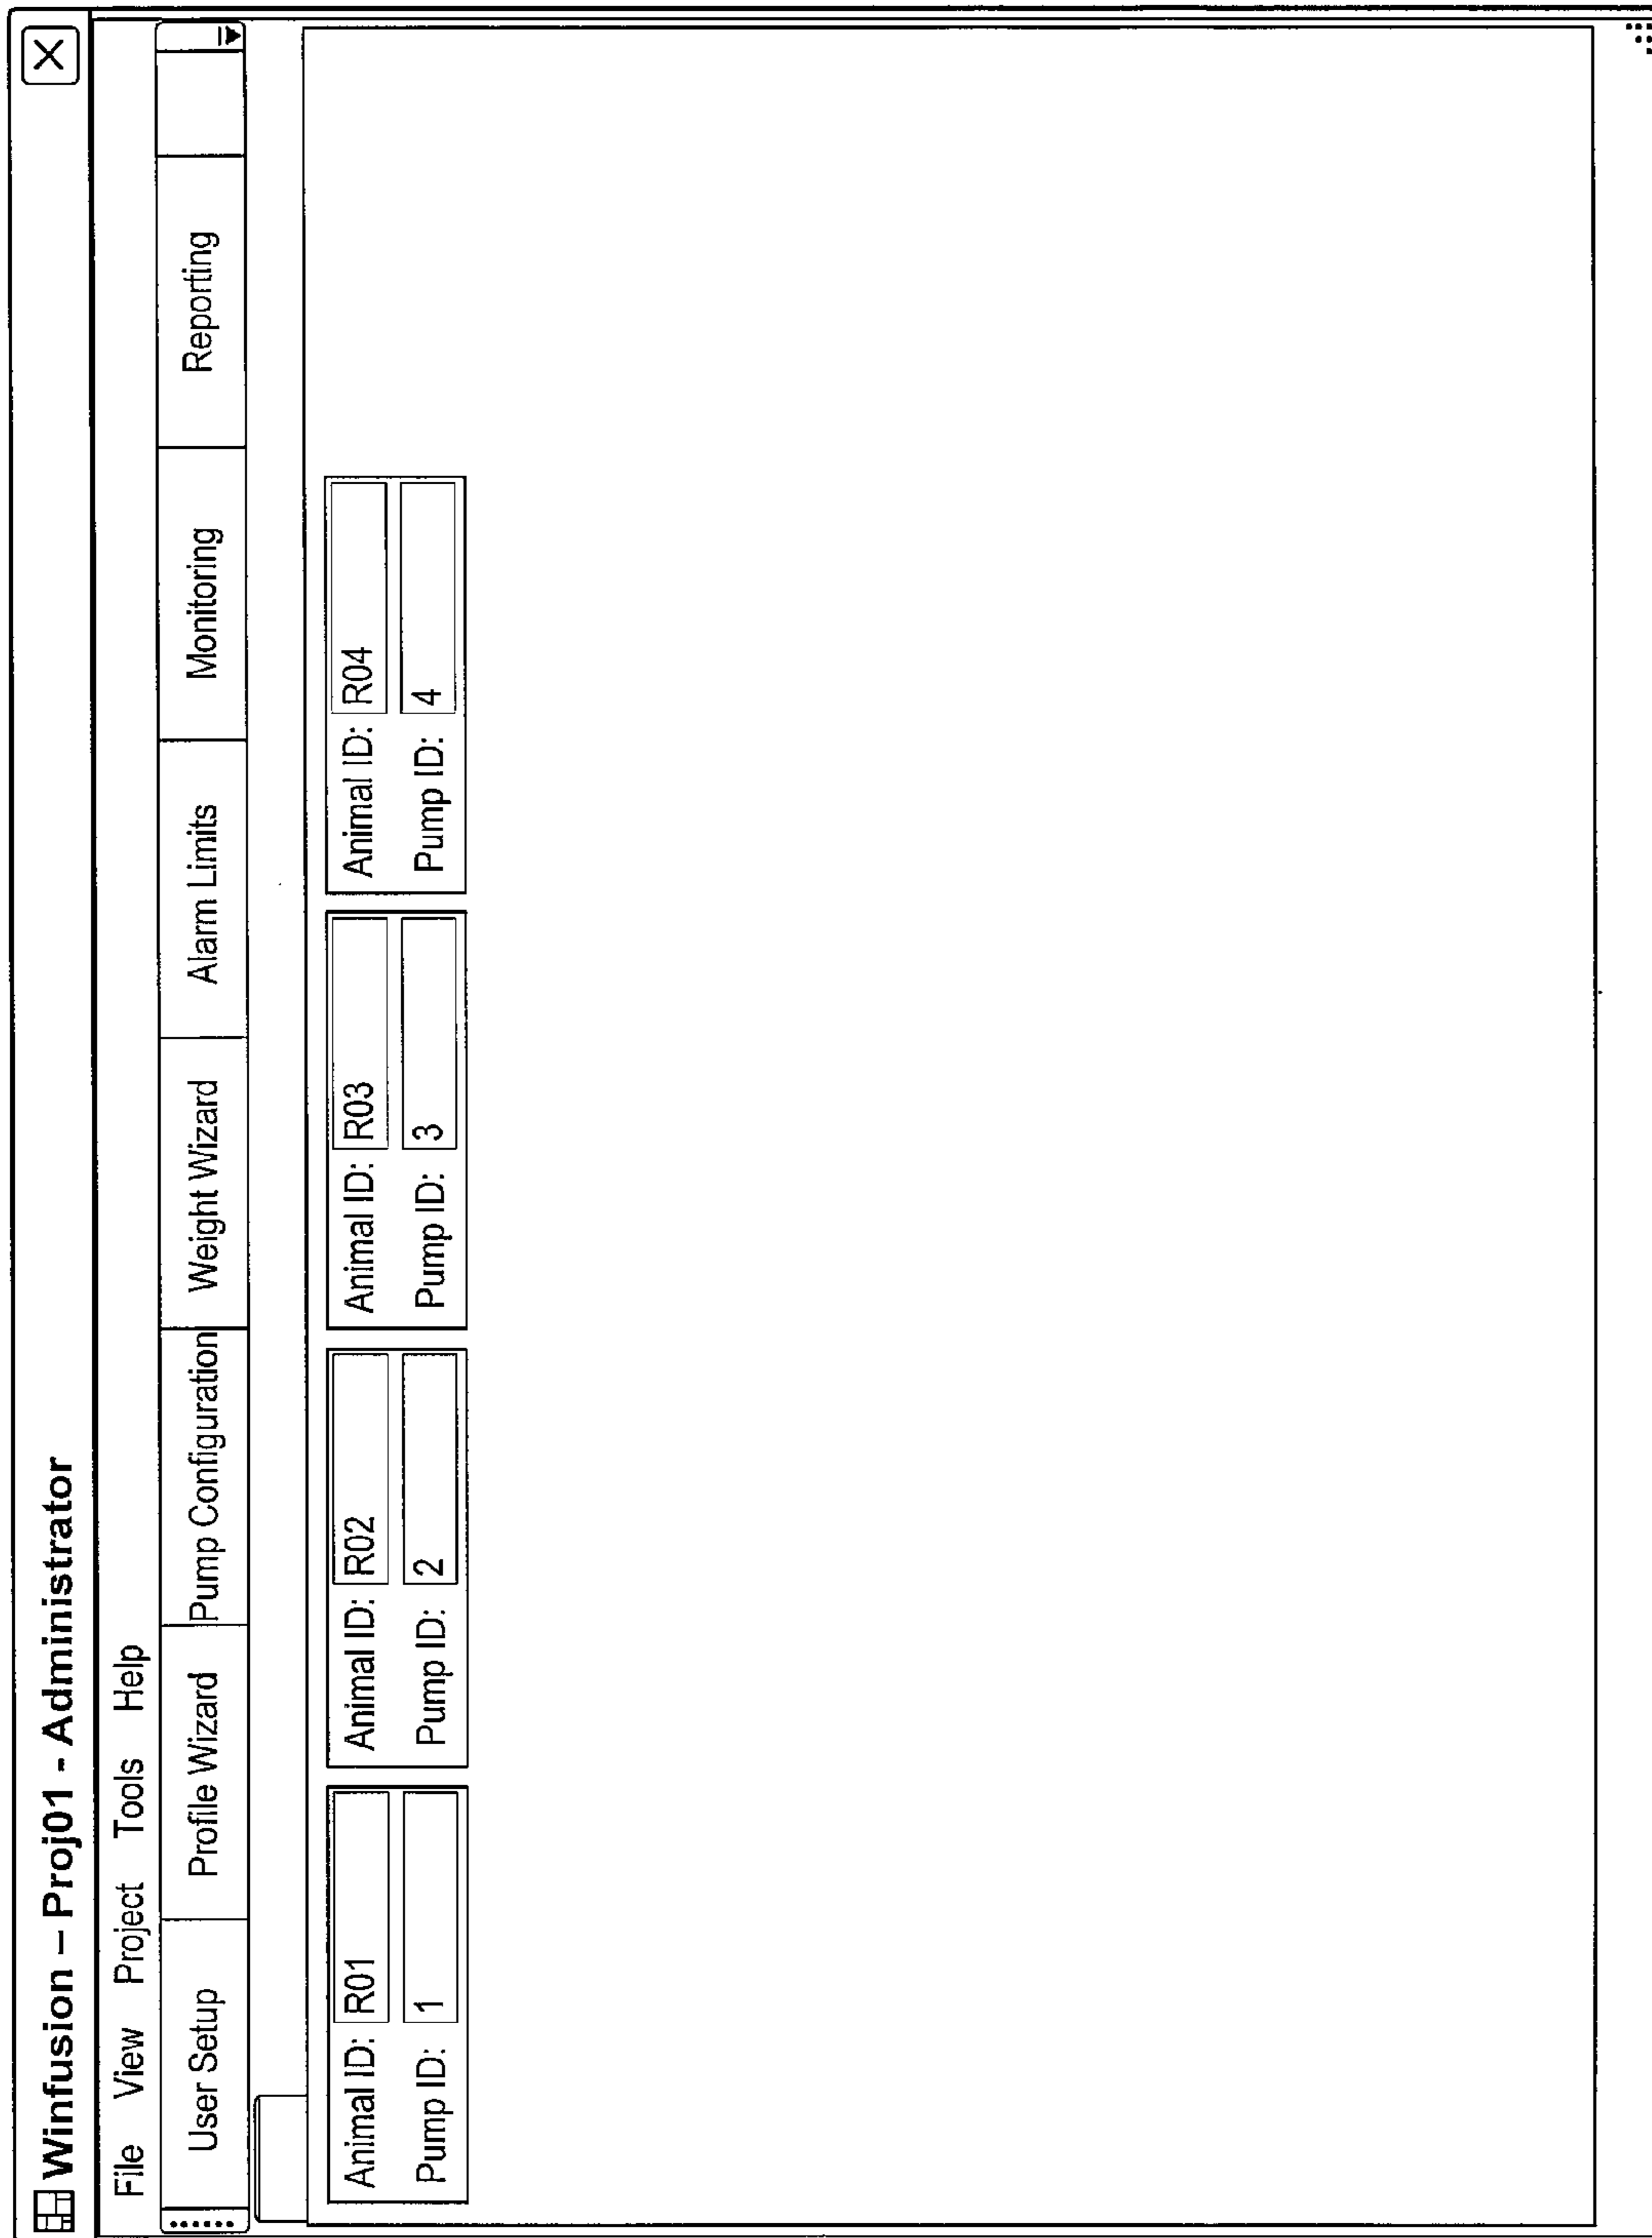 Winfusion – Proj01 - Administrator
File View Project Tools Help
User Setup Profile Wizard Pump Configuration Weight Wizard Alarm Limits Monitoring Reporting
Animal ID: R01 Animal ID: R02 Animal ID: R03 Animal ID: R04
Pump ID: 1 Pump ID: 2 Pump ID: 3 Pump ID: 4